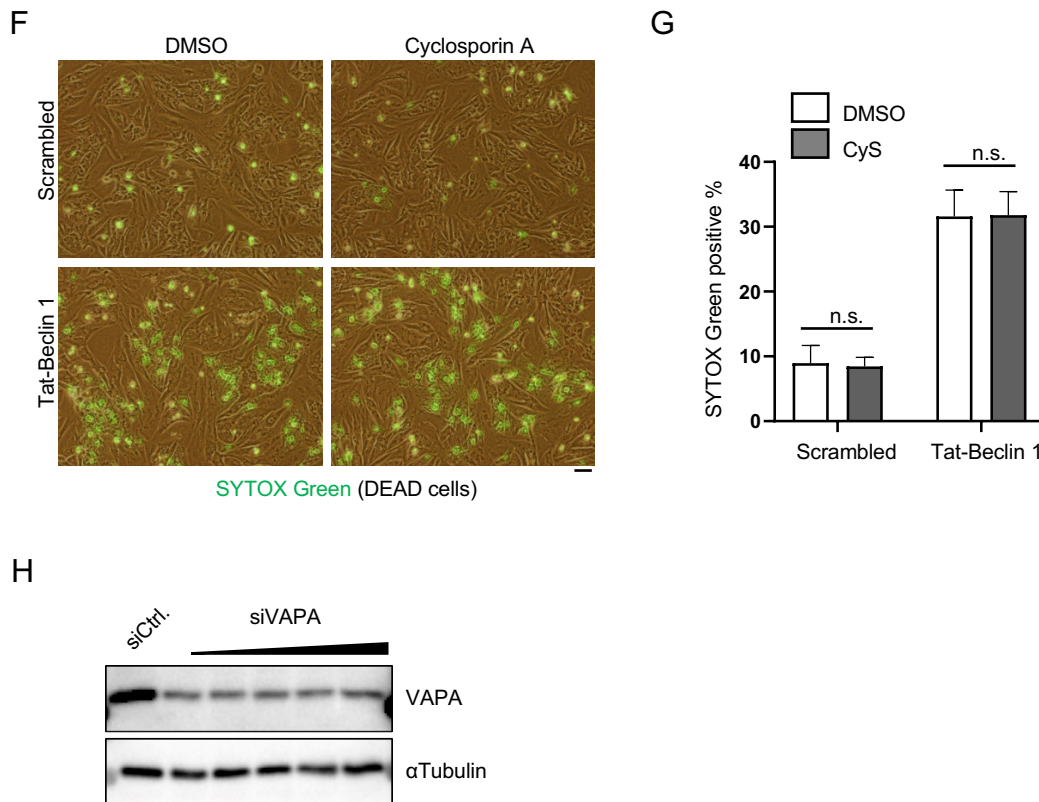 F
DMSO
Cyclosporin A
Scrambled
Tat-Beclin 1
SYTOX Green (DEAD cells)
G
DMSO
CyS
SYTOX Green positive %
40
30
20
10
0
n.s.
n.s.
Scrambled
Tat-Beclin 1
H
siCtrl.
siVAPA
VAPA
αTubulin